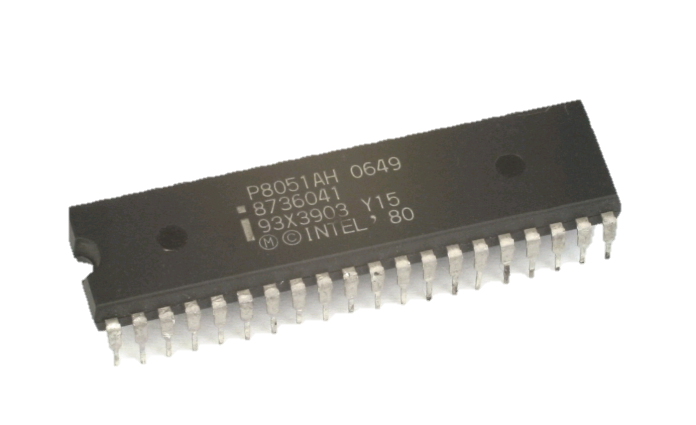 P8051AH 0649
i 8736041
93X3903 Y15
Ⓜ © INTEL '80